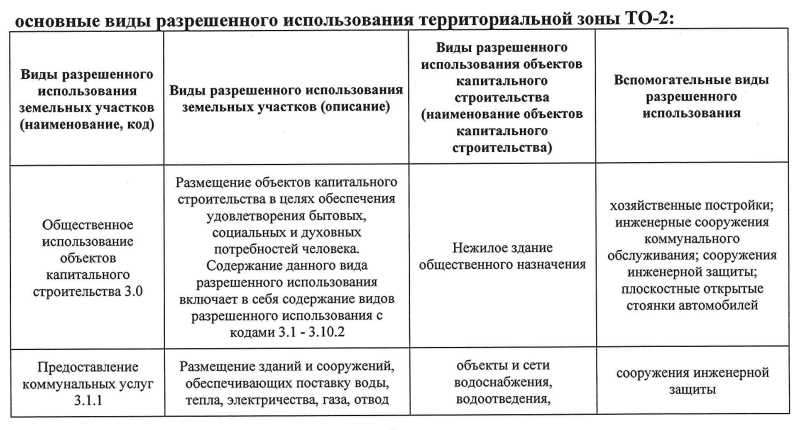 основные виды разрешенного использования территориальной зоны ТО-2:
Виды разрешенного
использования
земельных участков
(наименование, код)
Виды разрешенного использования
земельных участков (описание)
Виды разрешенного
использования объектов
капитального
строительства
(наименование объектов
капитального
строительства)
Вспомогательные виды
разрешенного
использования
Общественное
использование
объектов
капитального
строительства 3.0
Размещение объектов капитального
строительства в целях обеспечения
удовлетворения бытовых,
социальных и духовных
потребностей человека.
Содержание данного вида
разрешенного использования
включает в себя содержание видов
разрешенного использования с
кодами 3.1 - 3.10.2
Нежилое здание
общественного назначения
хозяйственные постройки;
инженерные сооружения
коммунального
обслуживания; сооружения
инженерной защиты;
плоскостные открытые
стоянки автомобилей
Предоставление
коммунальных услуг
3.1.1
Размещение зданий и сооружений,
обеспечивающих поставку воды,
тепла, электричества, газа, отвод
объекты и сети
водоснабжения,
водоотведения,
сооружения инженерной
защиты